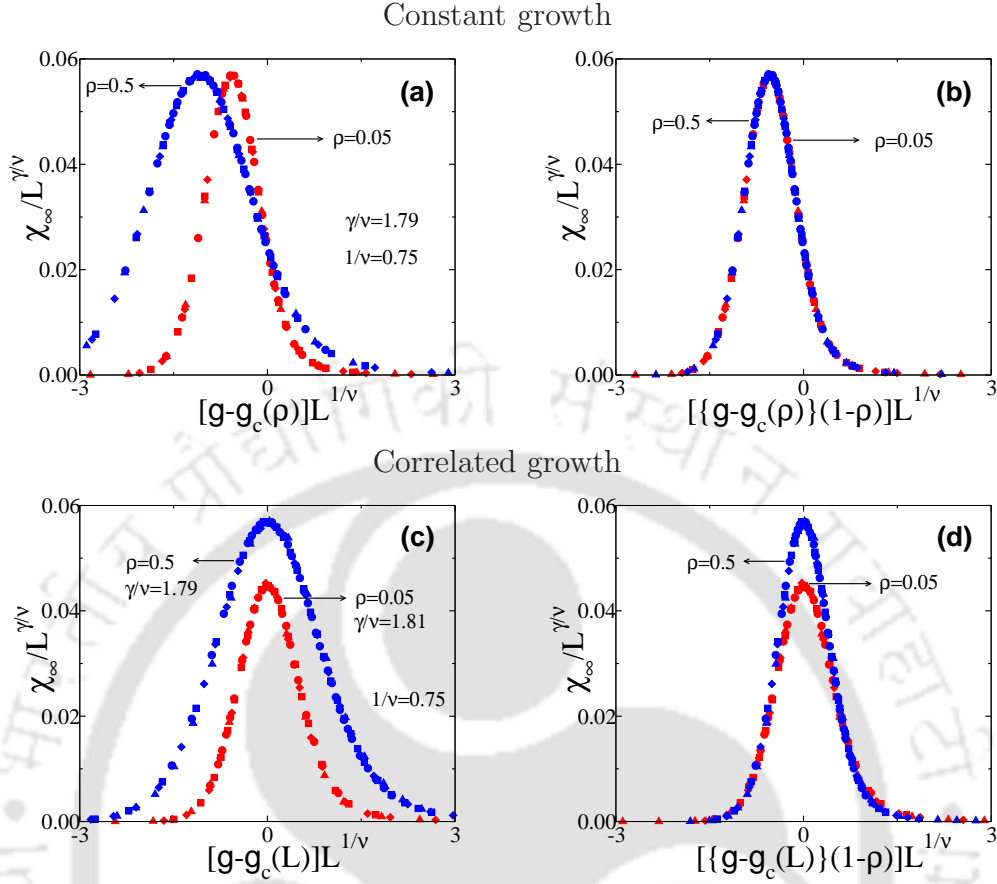 Constant growth
(a)
ρ=0.5
ρ=0.05
γ/ν=1.79
1/ν=0.75
χ∞/L^γ/ν
0.06
0.04
0.02
0.00
-3 0 3
[g-g_c(ρ)]L^1/ν
(b)
ρ=0.5
ρ=0.05
χ∞/L^γ/ν
0.06
0.04
0.02
0.00
-3 0 3
[{g-g_c(ρ)}(1-ρ)]L^1/ν
Correlated growth
(c)
ρ=0.5
γ/ν=1.79
ρ=0.05
γ/ν=1.81
1/ν=0.75
χ∞/L^γ/ν
0.06
0.04
0.02
0.00
-3 0 3
[g-g_c(L)]L^1/ν
(d)
ρ=0.5
ρ=0.05
χ∞/L^γ/ν
0.06
0.04
0.02
0.00
-3 0 3
[{g-g_c(L)}(1-ρ)]L^1/ν